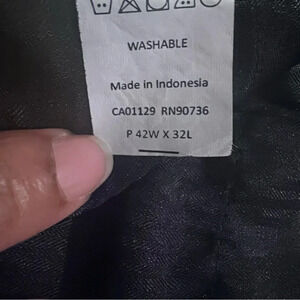 WASHABLE
Made in Indonesia
CA01129 RN90736
P 42W X 32L